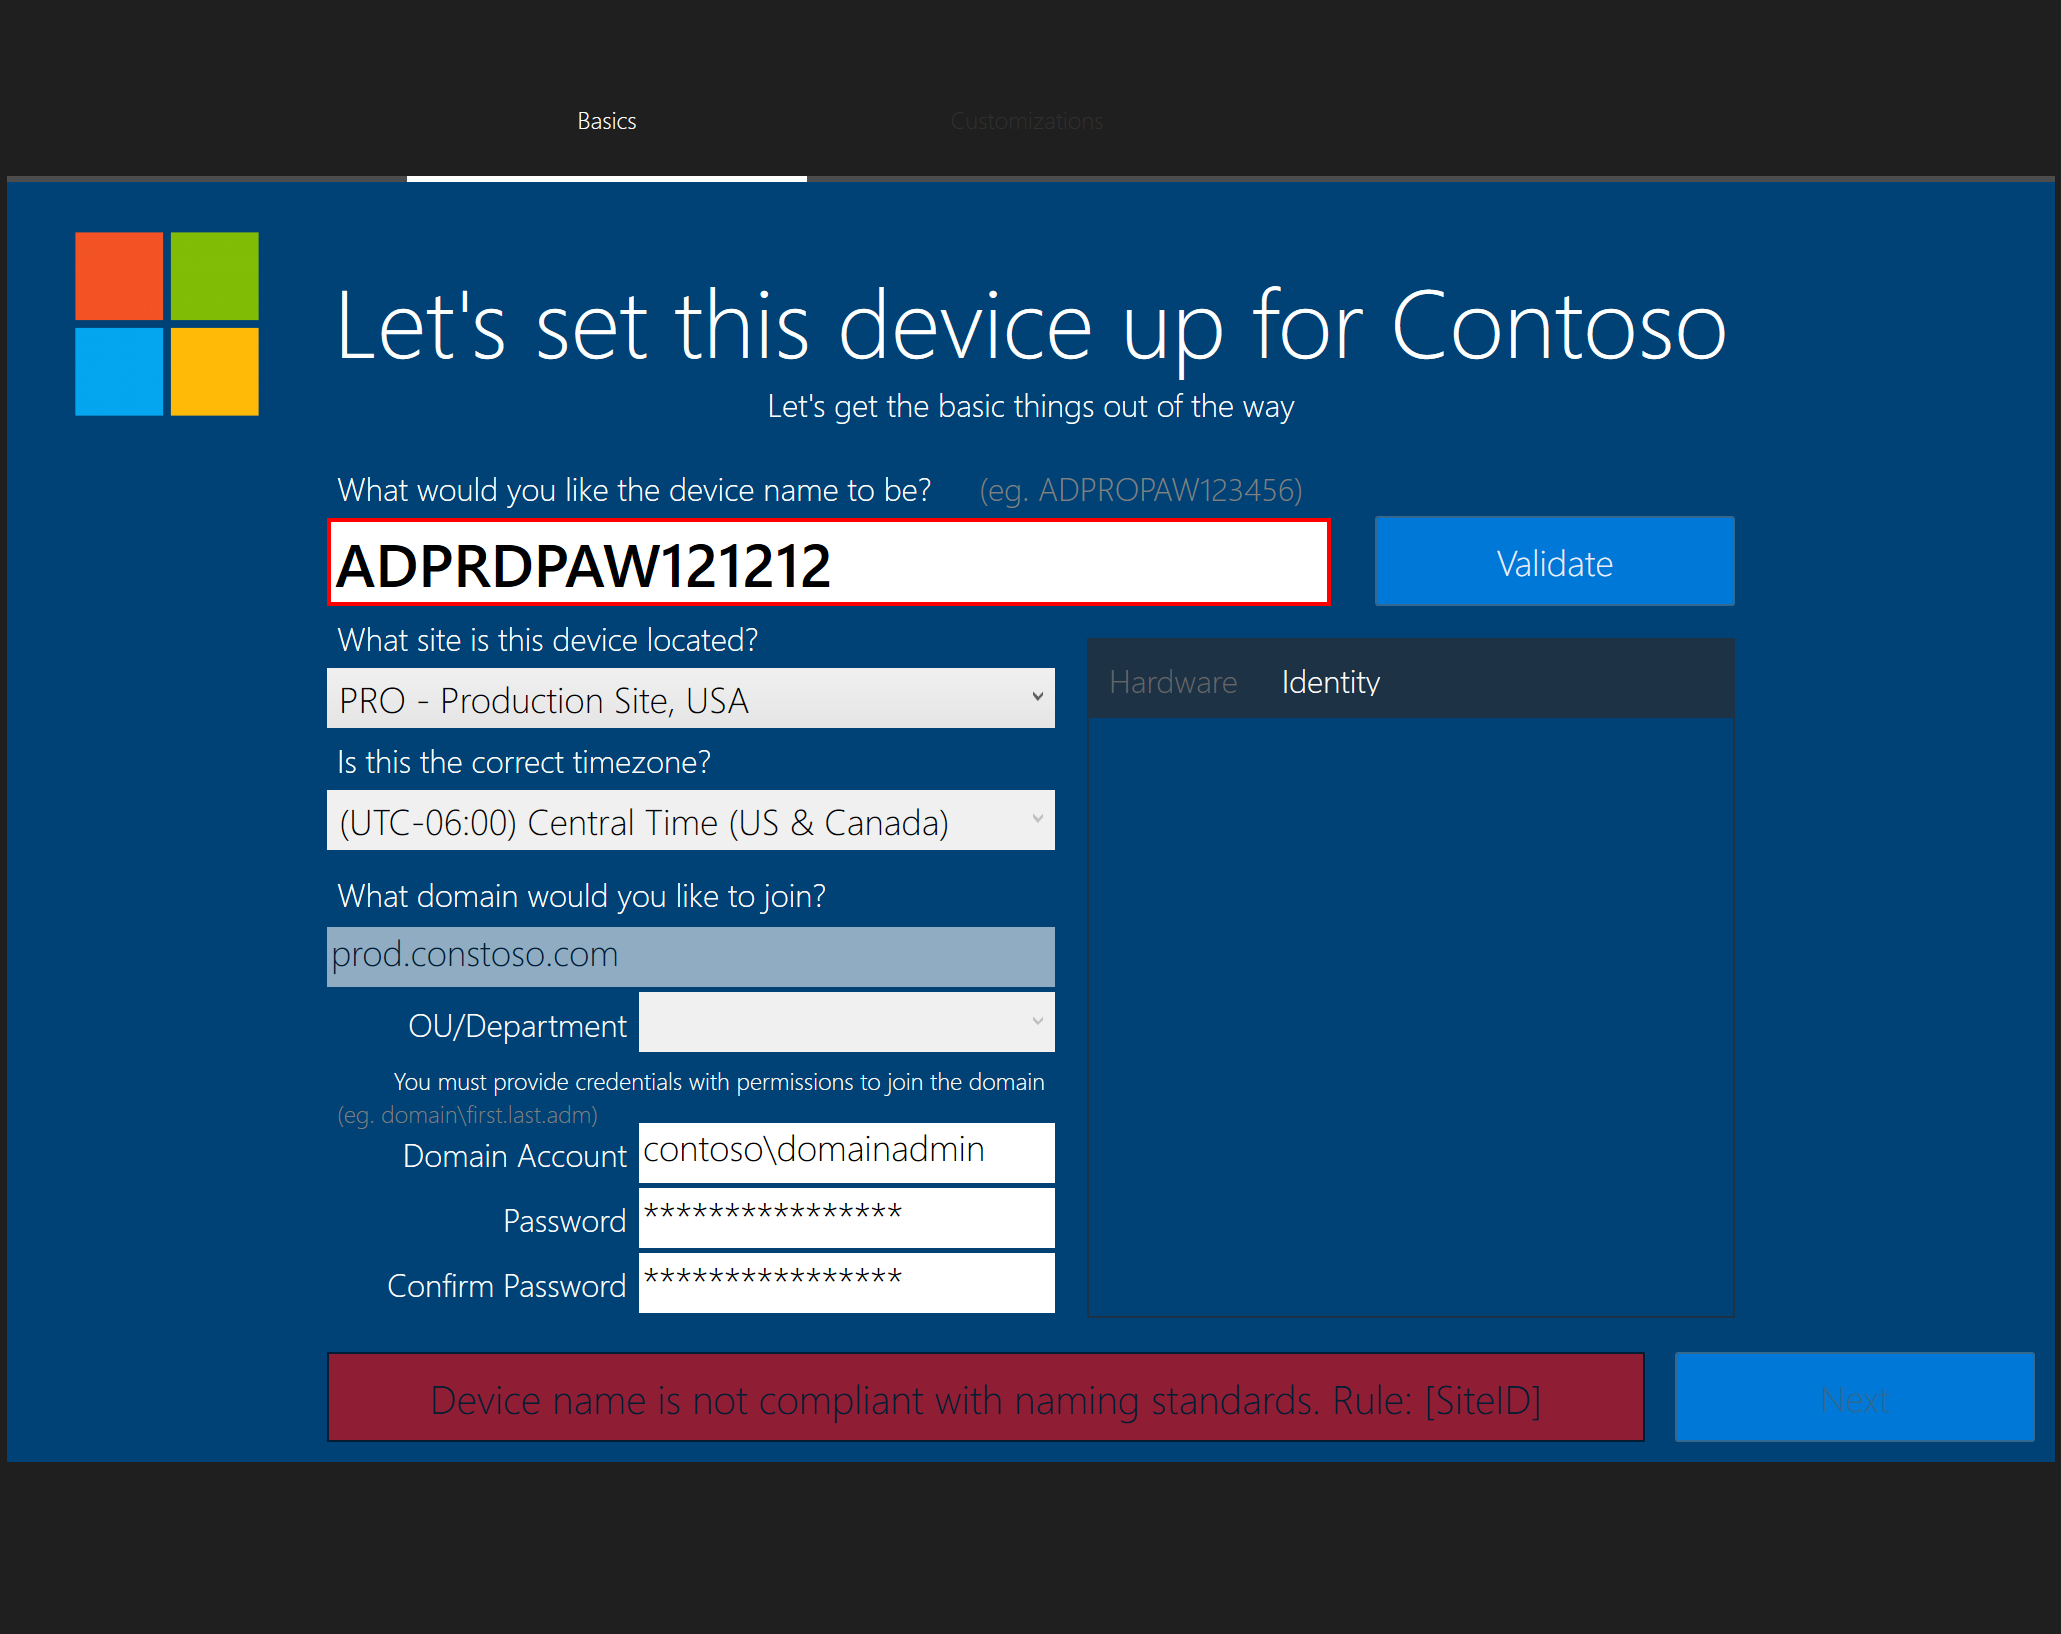 Basics Customizations
Let's set this device up for Contoso
Let's get the basic things out of the way
What would you like the device name to be? (eg. ADPROPAW123456)
ADPRDPAW121212
Validate
What site is this device located?
PRO - Production Site, USA
Hardware Identity
Is this the correct timezone?
(UTC-06:00) Central Time (US & Canada)
What domain would you like to join?
prod.constoso.com
OU/Department
You must provide credentials with permissions to join the domain
(eg. domain\first.last.adm)
Domain Account contoso\domainadmin
Password ****************
Confirm Password ****************
Device name is not compliant with naming standards. Rule: [SiteID]
Next